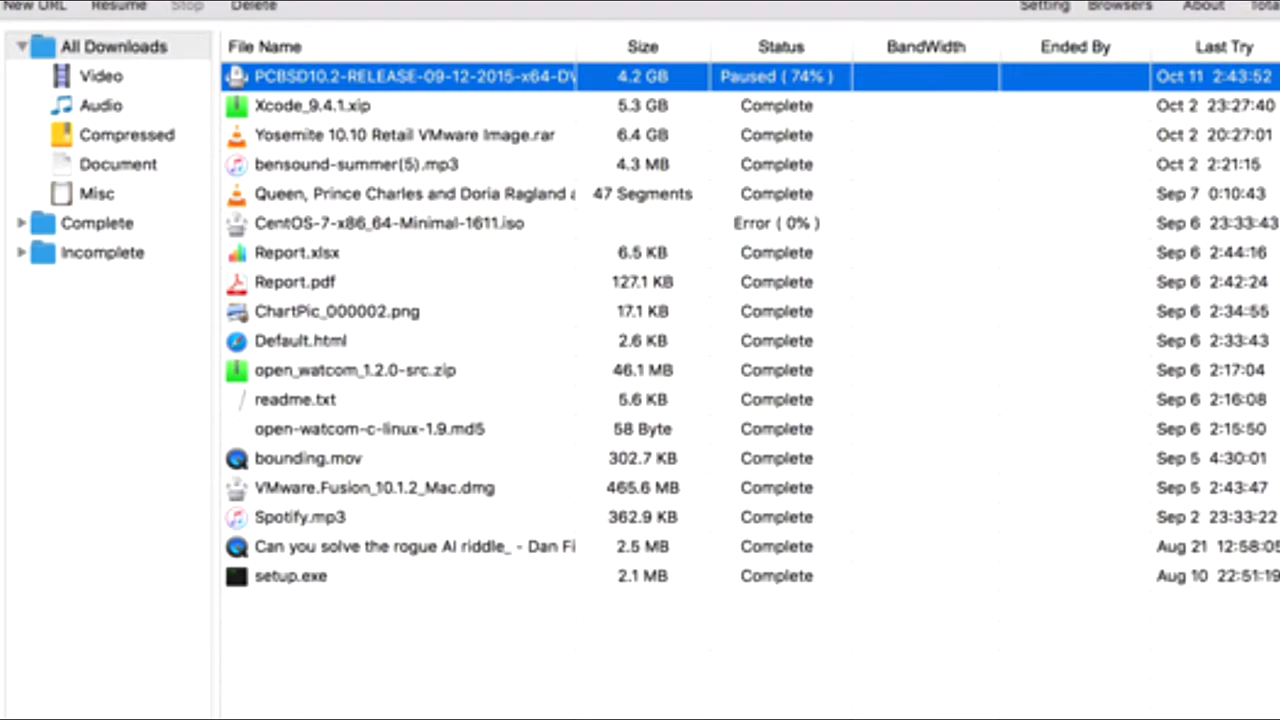 New URL Resume Stop Delete Setting Browsers About Tota
All Downloads File Name Size Status BandWidth Ended By Last Try
Video PCBSD10.2-RELEASE-09-12-2015-x64-DV 4.2 GB Paused ( 74% ) Oct 11 2:43:52
Audio Xcode_9.4.1.xip 5.3 GB Complete Oct 2 23:27:40
Compressed Yosemite 10.10 Retail VMware Image.rar 6.4 GB Complete Oct 2 20:27:01
Document bensound-summer(5).mp3 4.3 MB Complete Oct 2 2:21:15
Misc Queen, Prince Charles and Doria Ragland a 47 Segments Complete Sep 7 0:10:43
Complete CentOS-7-x86_64-Minimal-1611.iso Error ( 0% ) Sep 6 23:33:43
Incomplete Report.xlsx 6.5 KB Complete Sep 6 2:44:16
Report.pdf 127.1 KB Complete Sep 6 2:42:24
ChartPic_000002.png 17.1 KB Complete Sep 6 2:34:55
Default.html 2.6 KB Complete Sep 6 2:33:43
open_watcom_1.2.0-src.zip 46.1 MB Complete Sep 6 2:17:04
readme.txt 5.6 KB Complete Sep 6 2:16:08
open-watcom-c-linux-1.9.md5 58 Byte Complete Sep 6 2:15:50
bounding.mov 302.7 KB Complete Sep 5 4:30:01
VMware.Fusion_10.1.2_Mac.dmg 465.6 MB Complete Sep 5 2:43:47
Spotify.mp3 362.9 KB Complete Sep 2 23:33:22
Can you solve the rogue AI riddle_ - Dan Fi 2.5 MB Complete Aug 21 12:58:05
setup.exe 2.1 MB Complete Aug 10 22:51:19